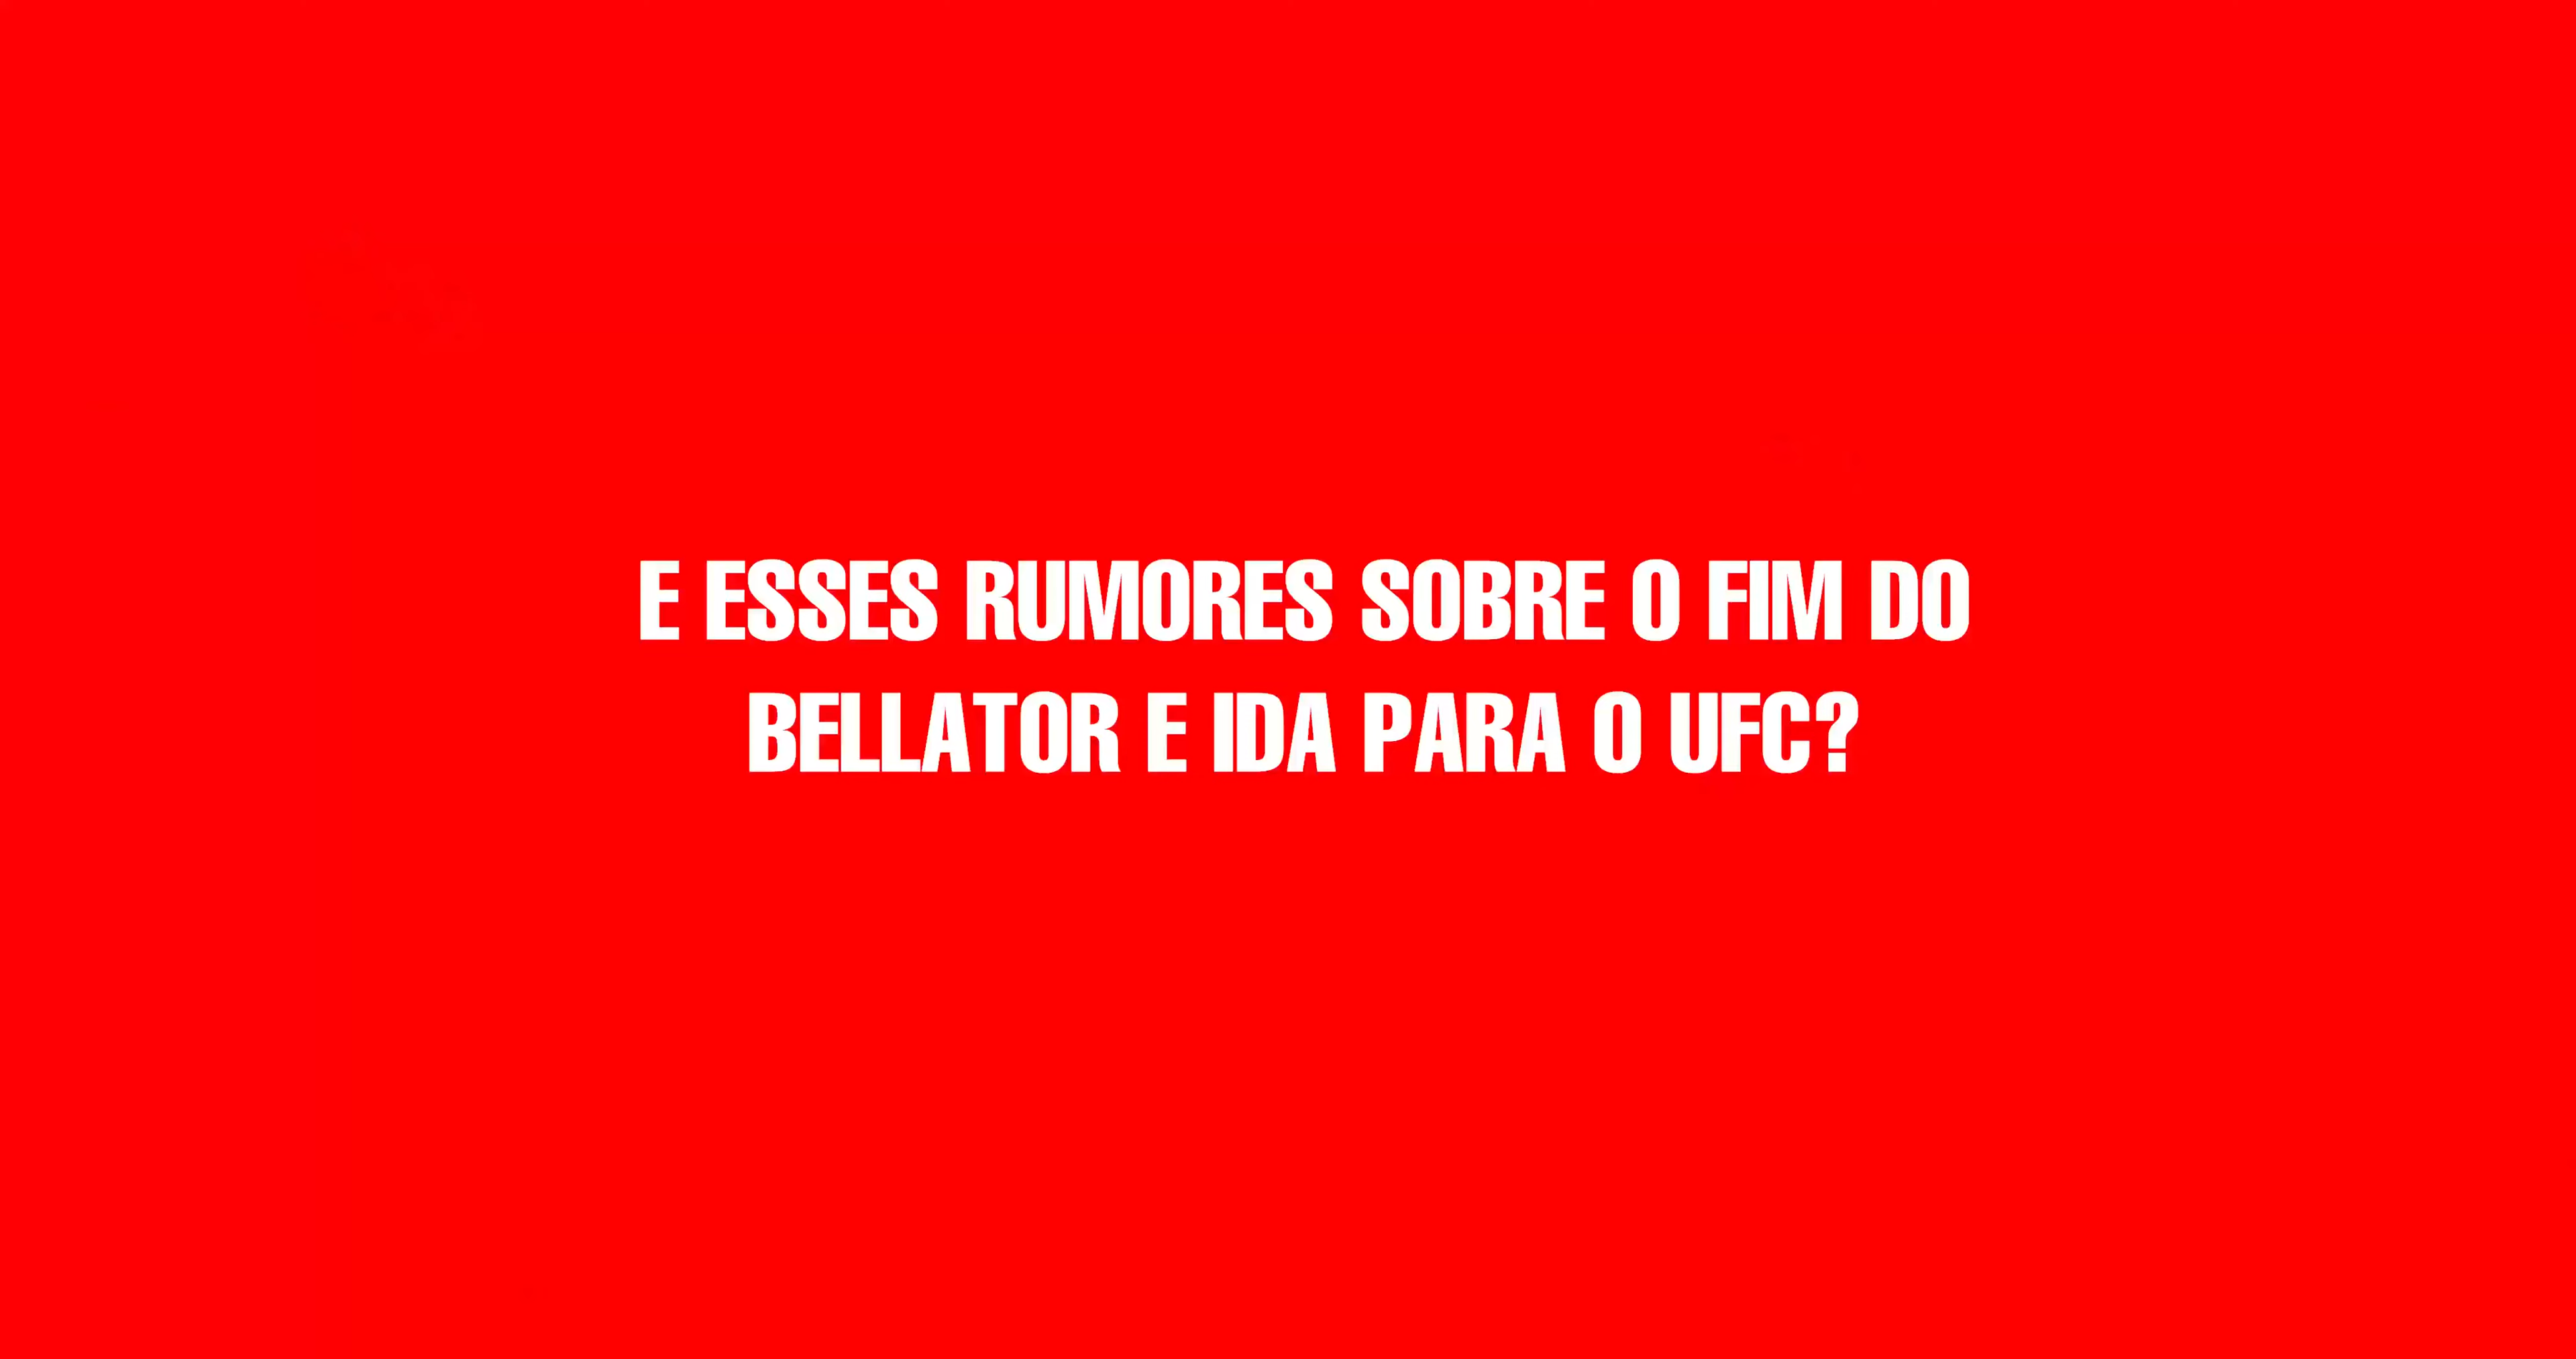 E ESSES RUMORES SOBRE O FIM DO
BELLATOR E IDA PARA O UFC?